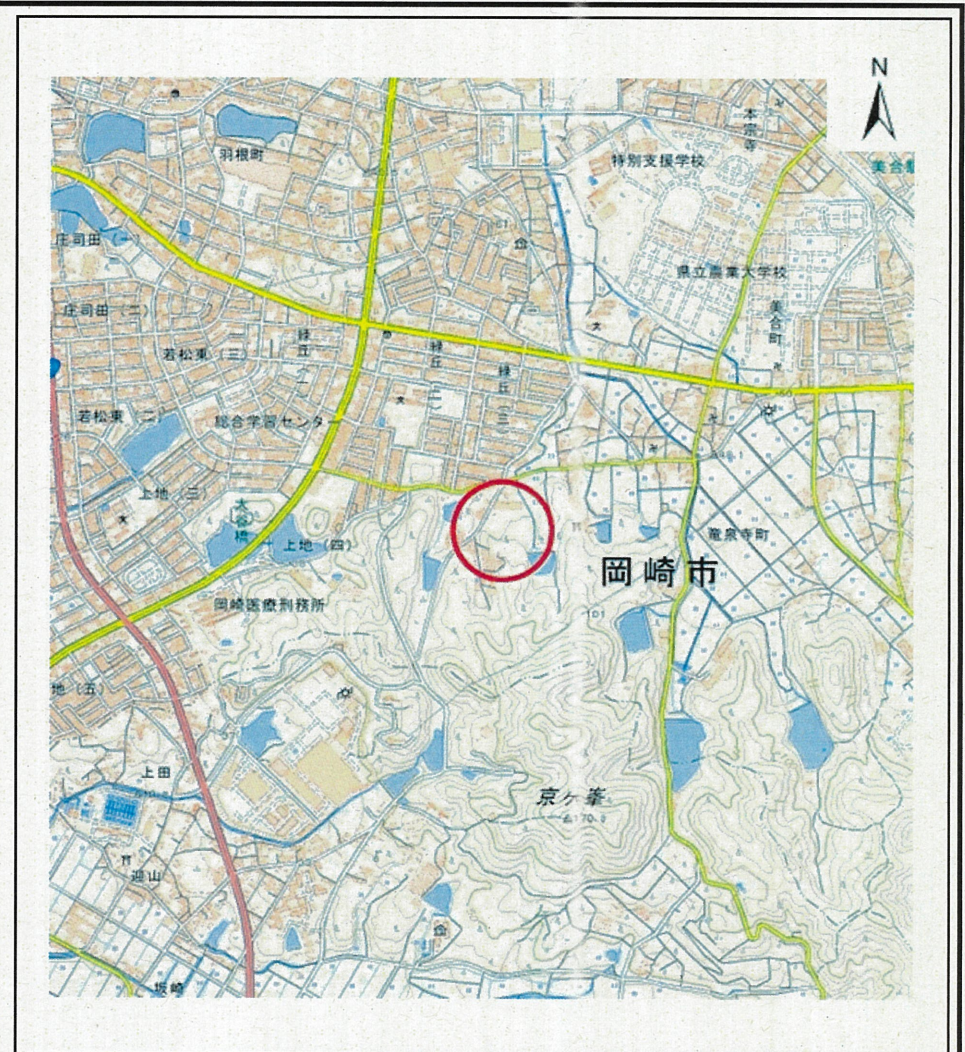 N
本宗寺
羽根町
特別支援学校
美合
庄司田（一）
県立農業大学校
庄司田（二）
美合町
緑丘
若松東（三）
緑丘（二）
緑丘（三）
若松東（二）
総合学習センター
上地（三）
大谷橋
上地（四）
竜泉寺町
岡崎市
岡崎医療刑務所
101
地（五）
上田
京ヶ峯
迎山
坂崎